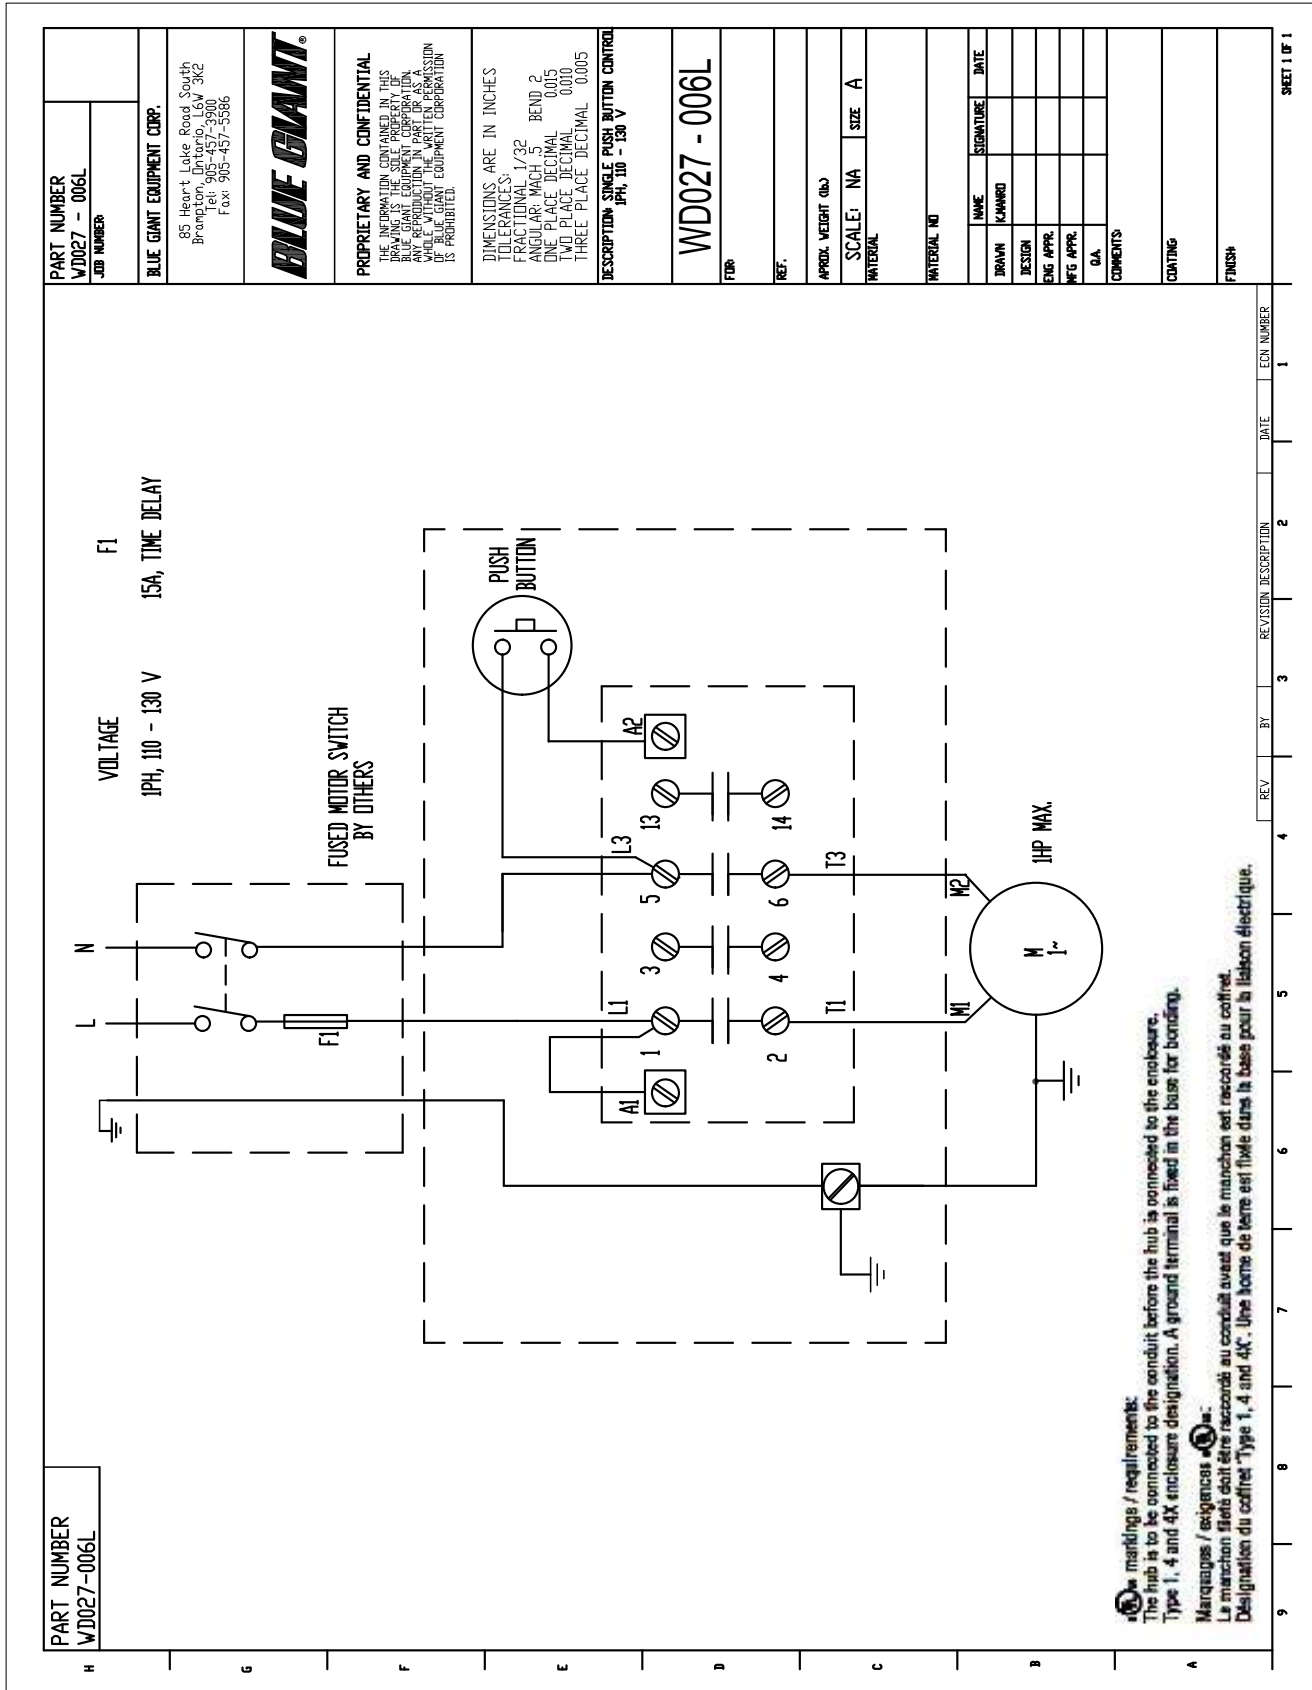 PART NUMBER
WD027-006L
VOLTAGE
F1
1PH, 110 - 130 V
15A, TIME DELAY
L
N
FUSED MOTOR SWITCH
BY OTHERS
F1
PUSH
BUTTON
A1
L1
L3
A2
1
3
5
13
2
4
6
14
T1
T3
M1
M2
M
1~
1HP MAX.
markings / requirements:
The hub is to be connected to the conduit before the hub is connected to the enclosure.
Type 1, 4 and 4X enclosure designation. A ground terminal is fixed in the base for bonding.
Marquages / exigences
Le manchon fileté doit être raccordé au conduit avant que le manchon est raccordé au coffret.
Désignation du coffret "Type 1, 4 and 4X". Une borne de terre est fixée dans la base pour la liaison électrique.
H
G
F
E
D
C
B
A
9
8
7
6
5
4
3
2
1
REV
BY
REVISION DESCRIPTION
DATE
ECN NUMBER
PART NUMBER
WD027 - 006L
JOB NUMBER:
BLUE GIANT EQUIPMENT CORP.
85 Heart Lake Road South
Brampton, Ontario, L6W 3K2
Tel: 905-457-3900
Fax: 905-457-5586
BLUE GIANT®
PROPRIETARY AND CONFIDENTIAL
THE INFORMATION CONTAINED IN THIS
DRAWING IS THE SOLE PROPERTY OF
BLUE GIANT EQUIPMENT CORPORATION.
ANY REPRODUCTION IN PART OR AS A
WHOLE WITHOUT THE WRITTEN PERMISSION
OF BLUE GIANT EQUIPMENT CORPORATION
IS PROHIBITED.
DIMENSIONS ARE IN INCHES
TOLERANCES:
FRACTIONAL 1/32
ANGULAR: MACH .5 BEND 2
ONE PLACE DECIMAL 0.015
TWO PLACE DECIMAL 0.010
THREE PLACE DECIMAL 0.005
DESCRIPTION: SINGLE PUSH BUTTON CONTROL
1PH, 110 - 130 V
WD027 - 006L
FOR:
REF.
APROX. WEIGHT (lb.)
SCALE: NA
SIZE A
MATERIAL
MATERIAL NO
NAME
SIGNATURE
DATE
DRAWN
DESIGN
ENG APPR.
MFG APPR.
QA
COMMENTS:
COATING:
FINISH:
SHEET 1 OF 1